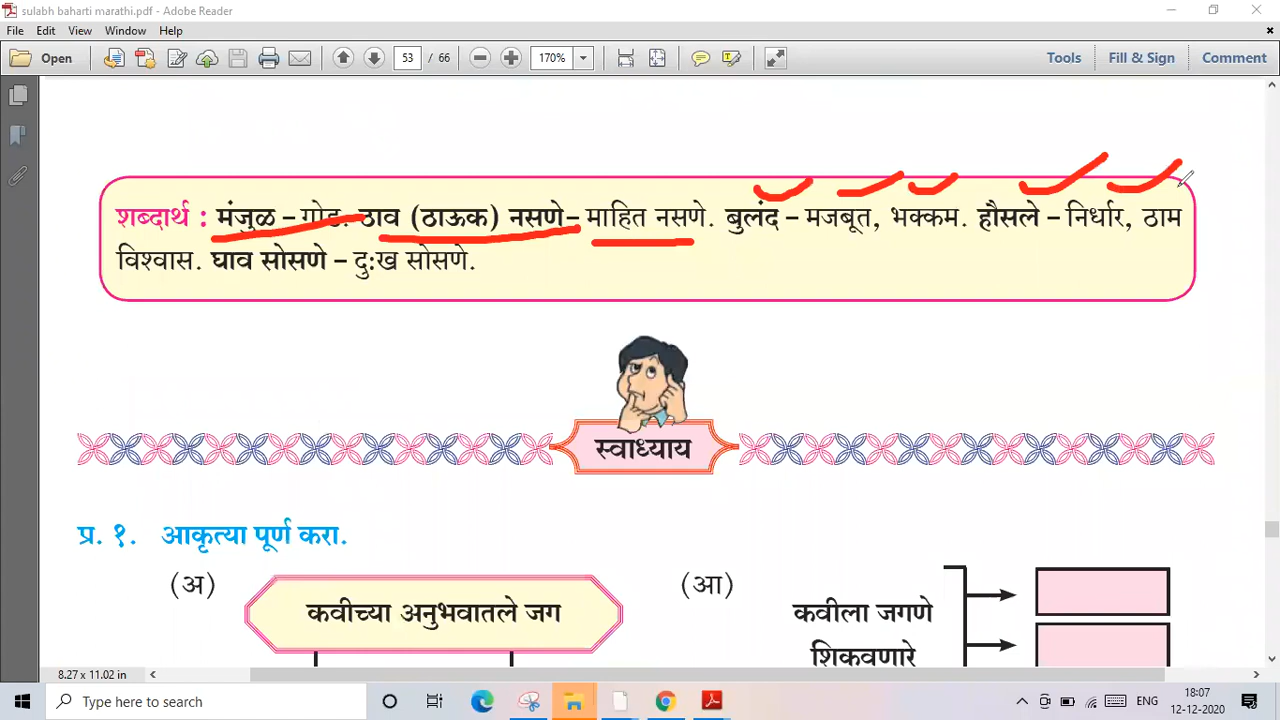 sulabh baharti marathi.pdf - Adobe Reader
File Edit View Window Help
Open 53 / 66 170% Tools Fill & Sign Comment
शब्दार्थ : मंजुळ – गोड. ठाव (ठाऊक) नसणे– माहित नसणे. बुलंद – मजबूत, भक्कम. हौसले – निर्धार, ठाम
विश्वास. घाव सोसणे – दुःख सोसणे.
स्वाध्याय
प्र. १. आकृत्या पूर्ण करा.
(अ) कवीच्या अनुभवातले जग
(आ) कवीला जगणे
शिकवणारे
8.27 x 11.02 in
Type here to search
ENG
18:07
12-12-2020